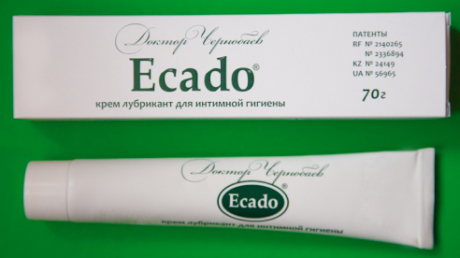 Доктор Чернобаев
Ecado®
крем лубрикант для интимной гигиены
ПАТЕНТЫ
RF № 2140265
№ 2336894
KZ № 24149
UA № 56965
70г
Доктор Чернобаев
Ecado®
крем лубрикант для интимной гигиены